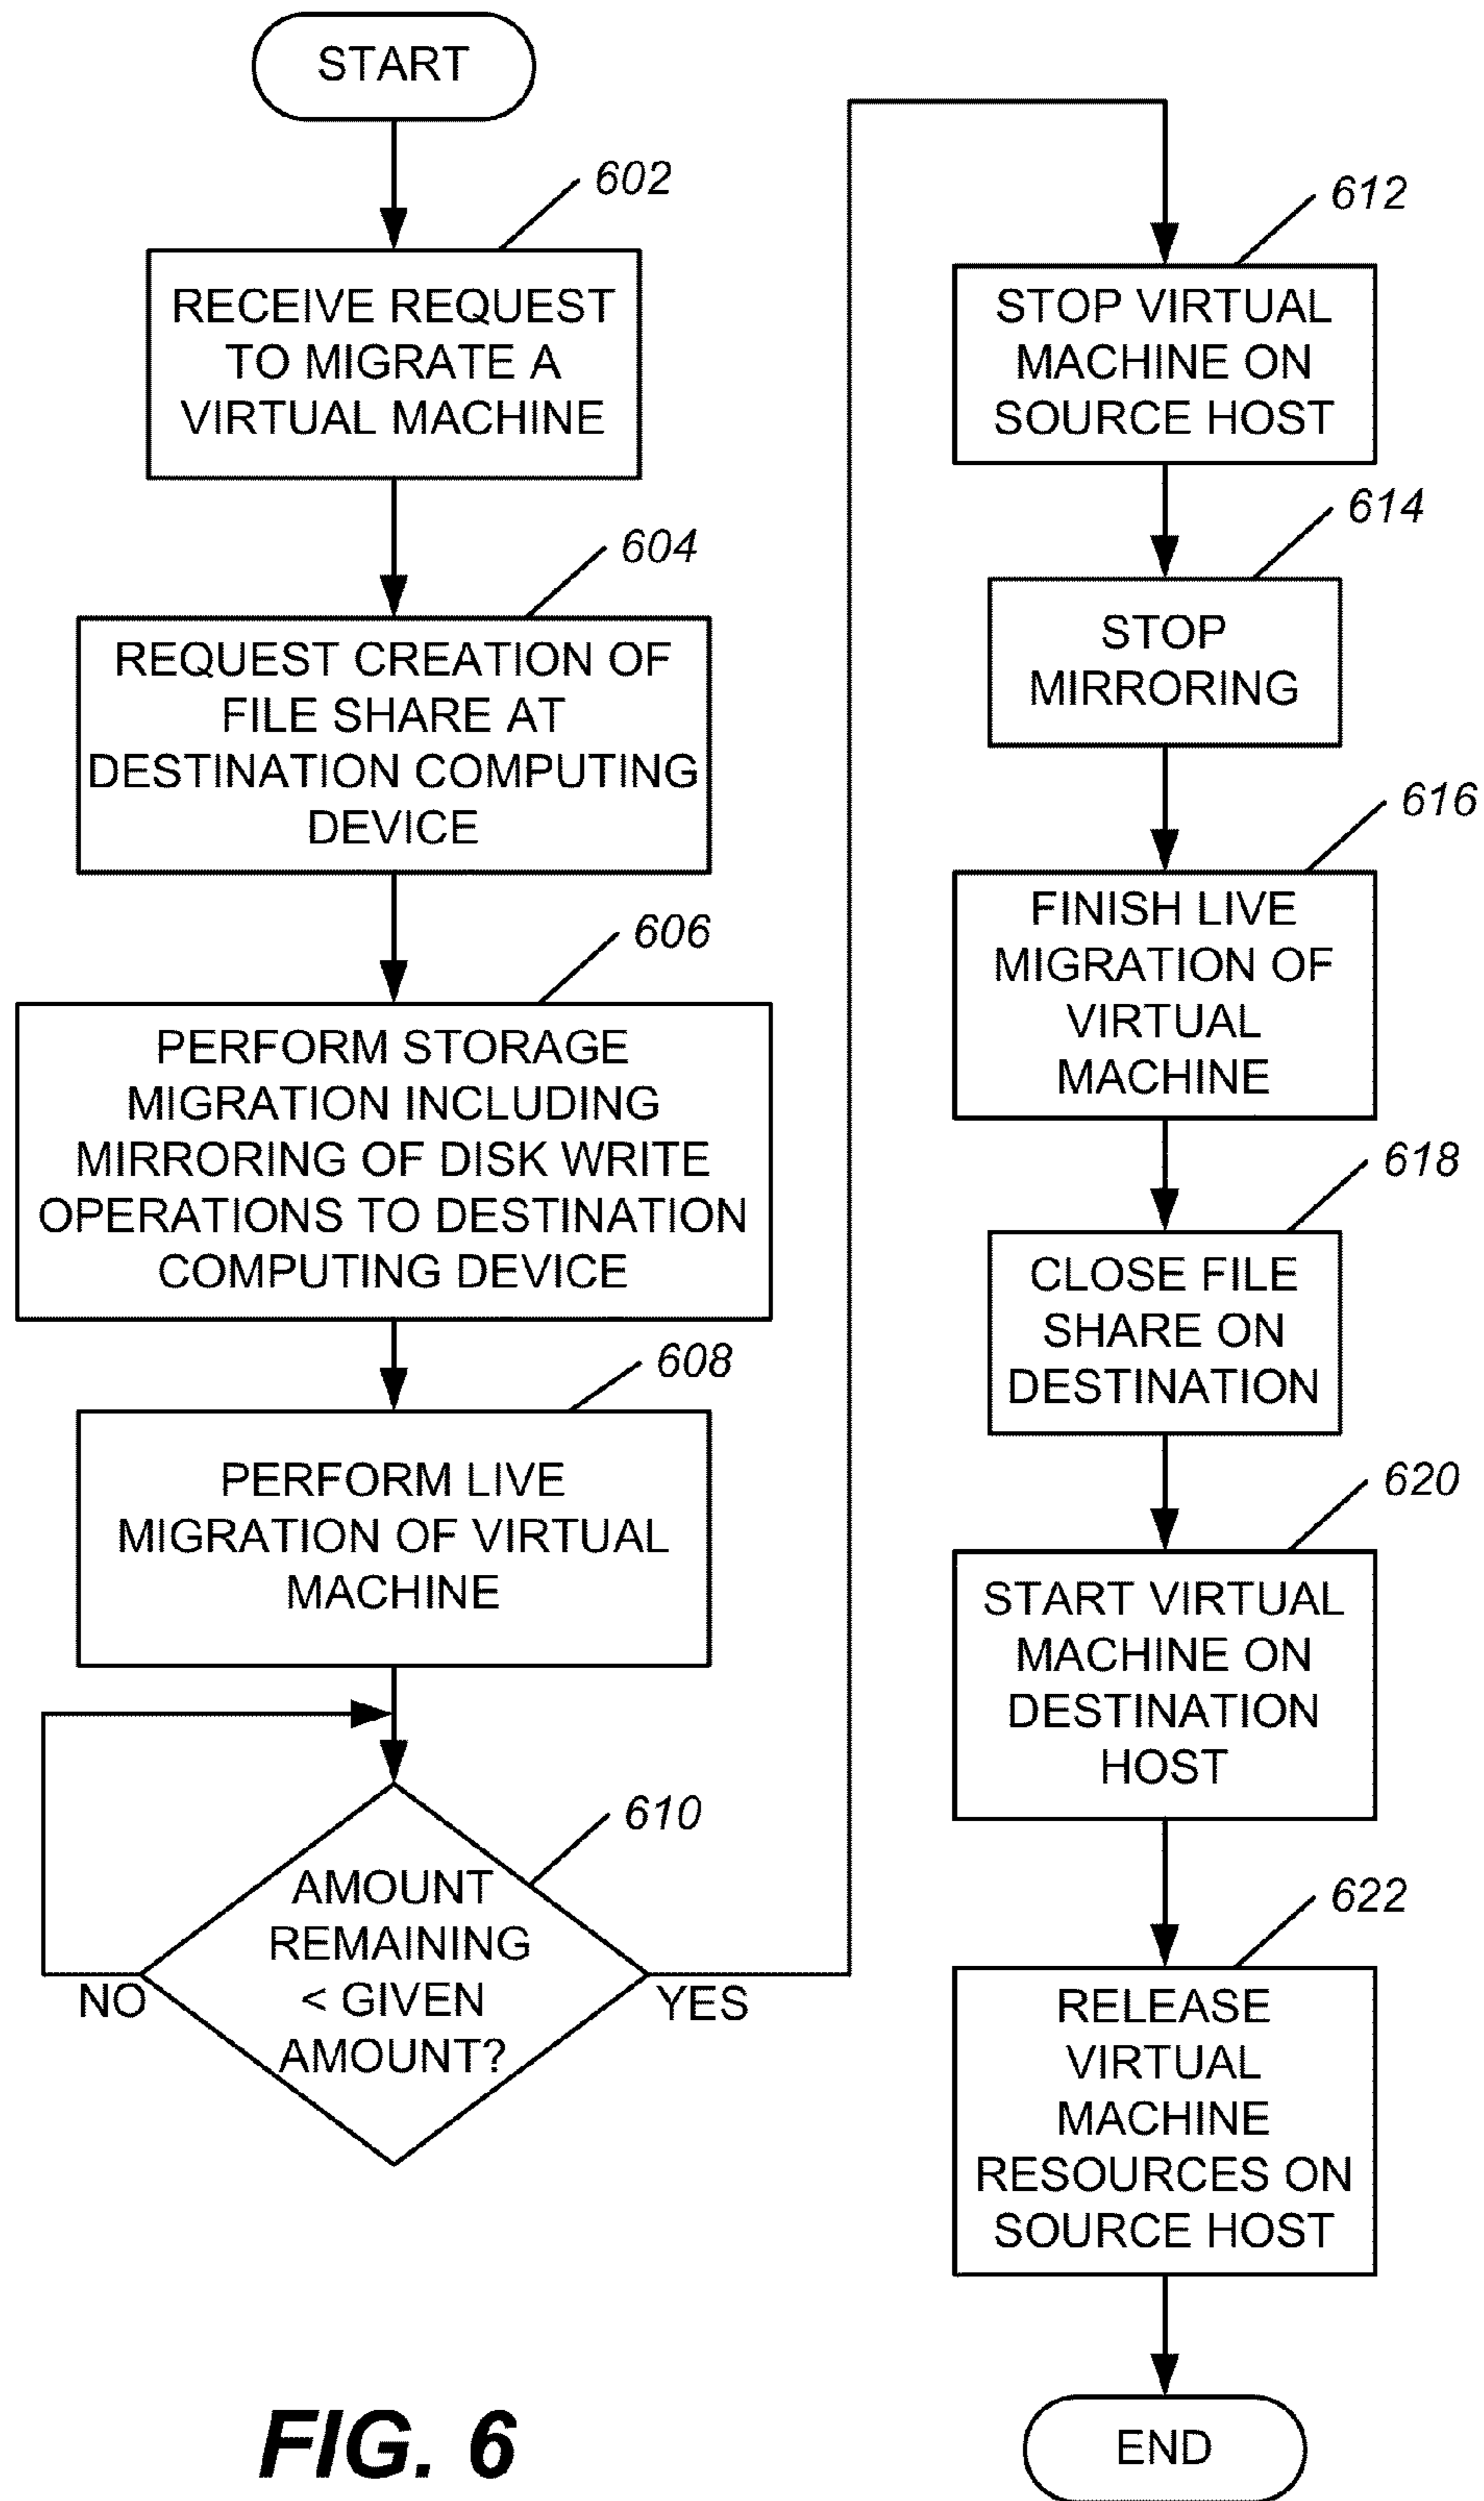 START
602
RECEIVE REQUEST
TO MIGRATE A
VIRTUAL MACHINE
604
REQUEST CREATION OF
FILE SHARE AT
DESTINATION COMPUTING
DEVICE
606
PERFORM STORAGE
MIGRATION INCLUDING
MIRRORING OF DISK WRITE
OPERATIONS TO DESTINATION
COMPUTING DEVICE
608
PERFORM LIVE
MIGRATION OF VIRTUAL
MACHINE
610
AMOUNT
REMAINING
< GIVEN
AMOUNT?
NO
YES
612
STOP VIRTUAL
MACHINE ON
SOURCE HOST
614
STOP
MIRRORING
616
FINISH LIVE
MIGRATION OF
VIRTUAL
MACHINE
618
CLOSE FILE
SHARE ON
DESTINATION
620
START VIRTUAL
MACHINE ON
DESTINATION
HOST
622
RELEASE
VIRTUAL
MACHINE
RESOURCES ON
SOURCE HOST
END
FIG. 6